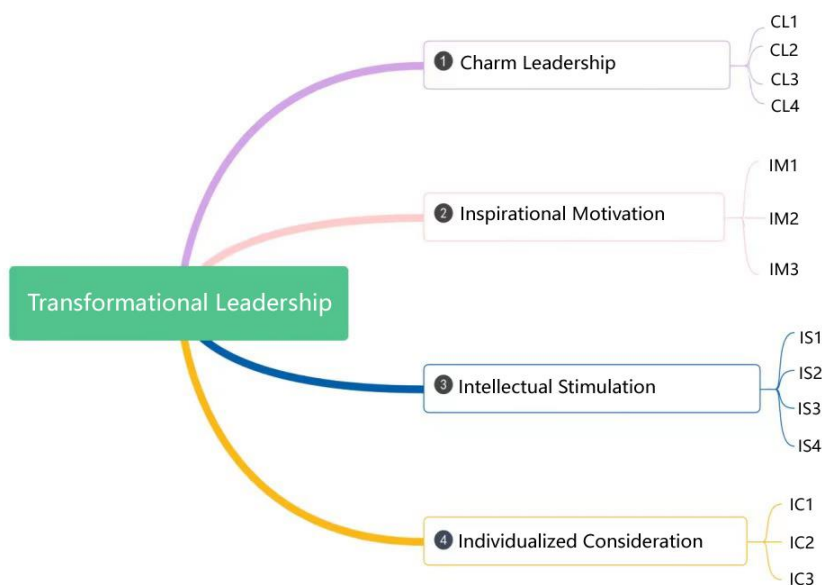 Transformational Leadership
1 Charm Leadership
CL1
CL2
CL3
CL4
2 Inspirational Motivation
IM1
IM2
IM3
3 Intellectual Stimulation
IS1
IS2
IS3
IS4
4 Individualized Consideration
IC1
IC2
IC3